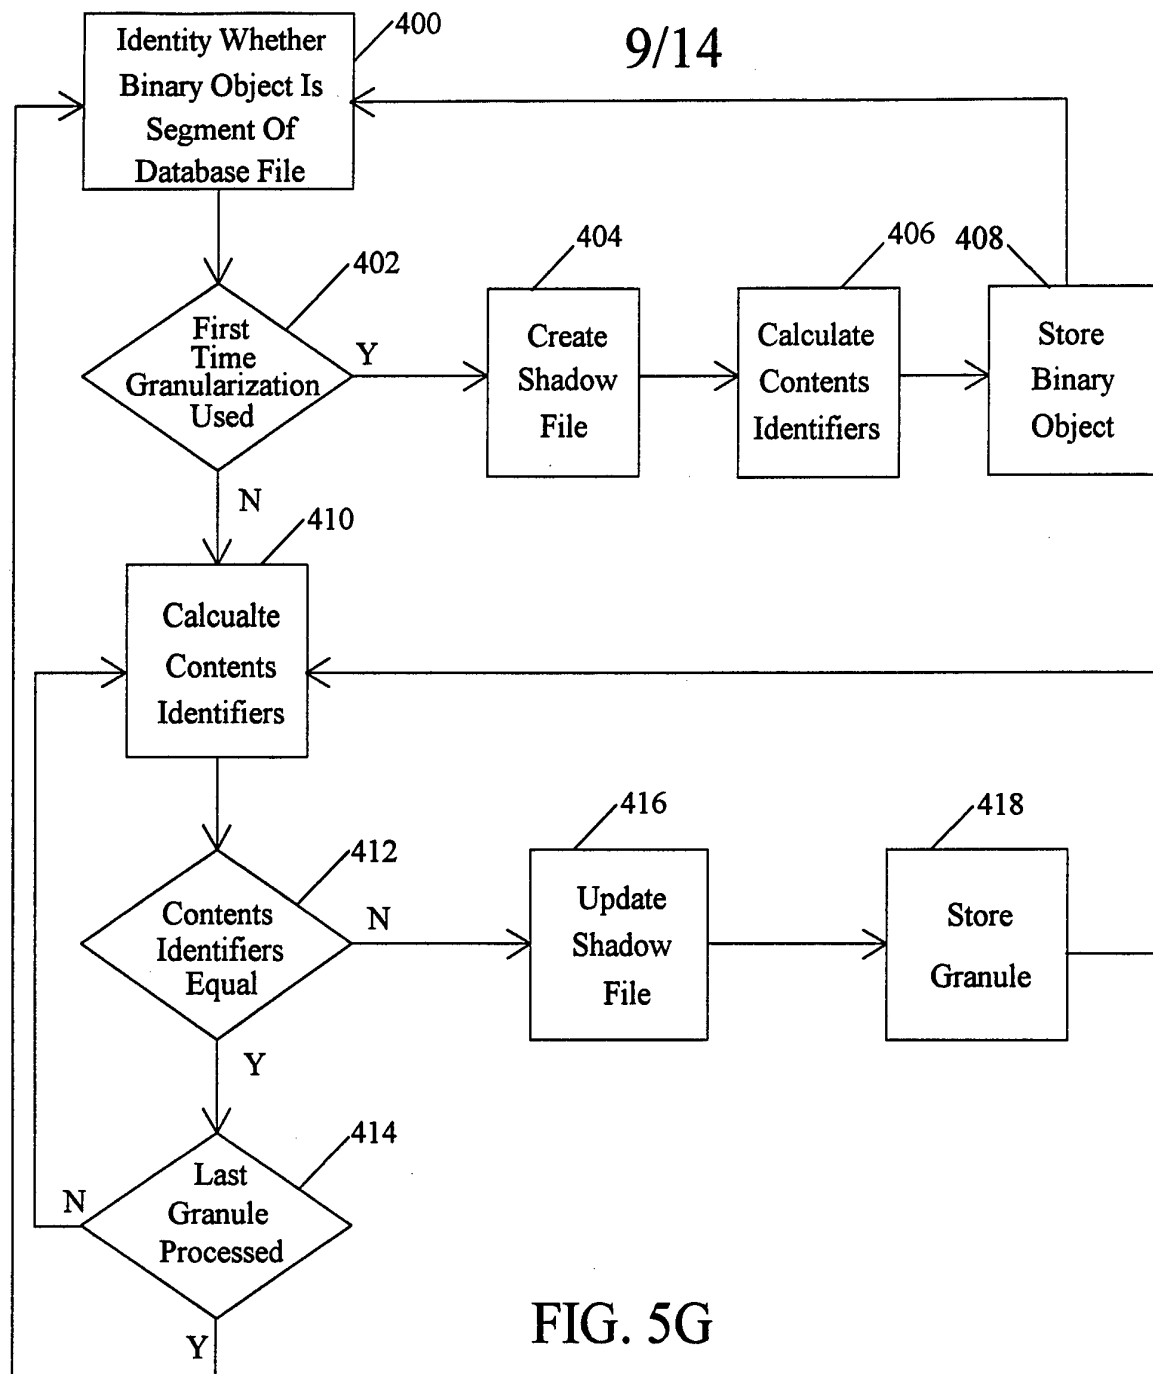 9/14
Identity Whether
Binary Object Is
Segment Of
Database File
400
First
Time
Granularization
Used
402
Y
N
Create
Shadow
File
404
Calculate
Contents
Identifiers
406
Store
Binary
Object
408
Calcualte
Contents
Identifiers
410
Contents
Identifiers
Equal
412
N
Y
Update
Shadow
File
416
Store
Granule
418
Last
Granule
Processed
414
N
Y
FIG. 5G